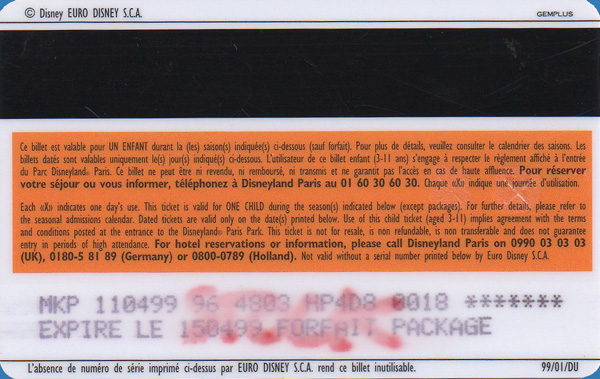 © Disney EURO DISNEY S.C.A. GEMPLUS
Ce billet est valable pour UN ENFANT durant la (les) saison(s) indiquée(s) ci-dessous (sauf forfait). Pour plus de détails, veuillez consulter le calendrier des saisons. Les
billets datés sont valables uniquement le(s) jour(s) indiqué(s) ci-dessus. L'utilisateur de ce billet enfant (3-11 ans) s'engage à respecter le règlement affiché à l'entrée
du Parc Disneyland® Paris. Ce billet ne peut être ni revendu, ni remboursé, ni transmis et ne garantit pas l'accès en cas de haute affluence. Pour réserver
votre séjour ou vous informer, téléphonez à Disneyland Paris au 01 60 30 60 30. Chaque «X» indique une journée d'utilisation.
Each «X» indicates one day's use. This ticket is valid for ONE CHILD during the season(s) indicated below (except packages). For further details, please refer to
the seasonal admissions calendar. Dated tickets are valid only on the date(s) printed below. Use of this child ticket (aged 3-11) implies agreement with the terms
and conditions posted at the entrance to the Disneyland® Paris Park. This ticket is not for resale, is non refundable, is non transferable and does not guarantee
entry in periods of high attendance. For hotel reservations or information, please call Disneyland Paris on 0990 03 03 03
(UK), 0180-5 81 89 (Germany) or 0800-0789 (Holland). Not valid without a serial number printed below by Euro Disney S.C.A.
MKP 110499 96 4803 HP4D8 0018 *******
EXPIRE LE 150499 FORFAIT PACKAGE
L'absence de numéro de série imprimé ci-dessus par EURO DISNEY S.C.A. rend ce billet inutilisable. 99/01/DU